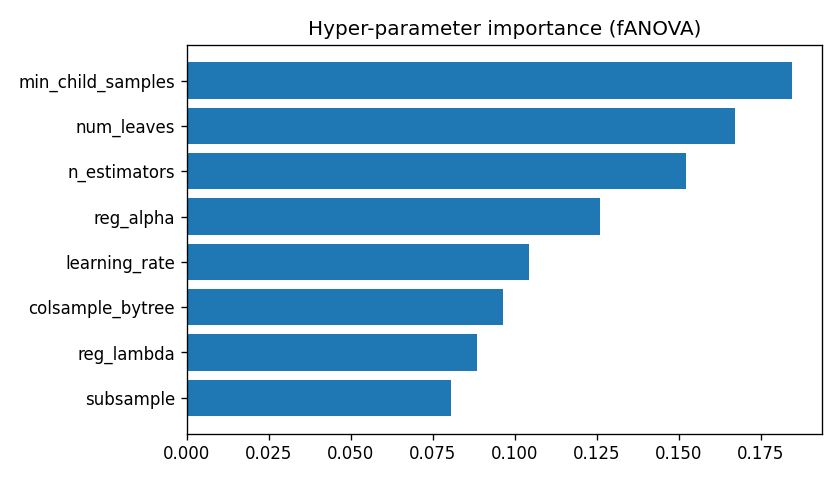 Hyper-parameter importance (fANOVA)
min_child_samples
num_leaves
n_estimators
reg_alpha
learning_rate
colsample_bytree
reg_lambda
subsample
0.000 0.025 0.050 0.075 0.100 0.125 0.150 0.175